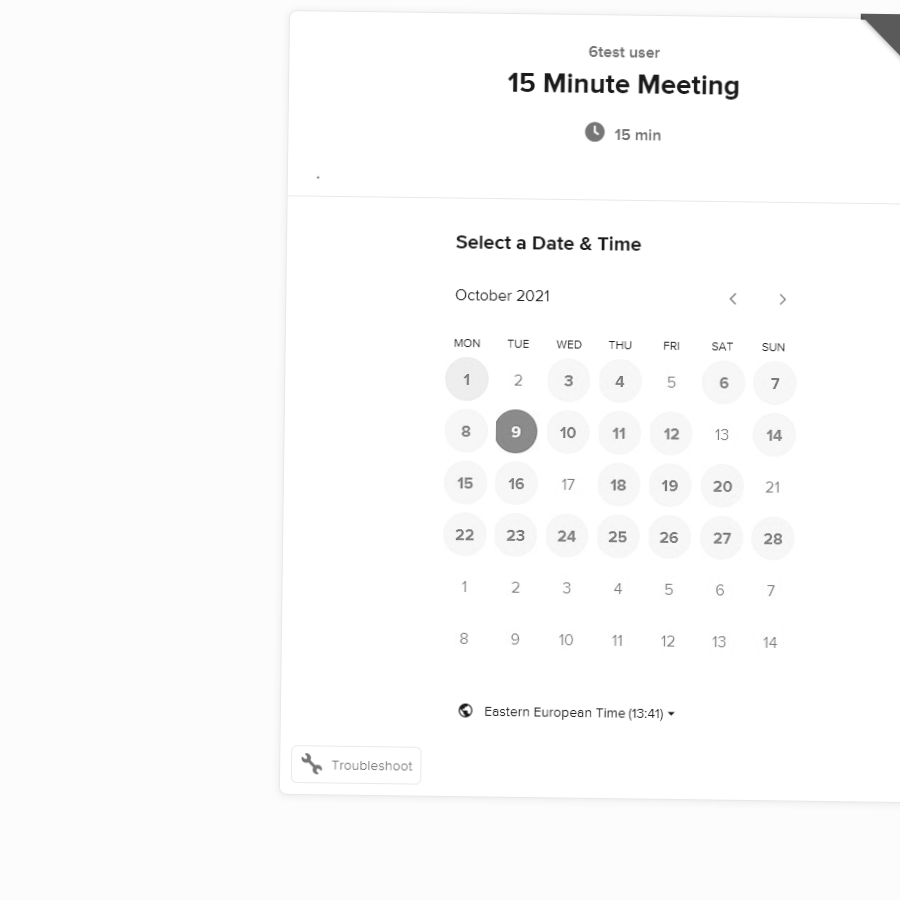 6test user
15 Minute Meeting
15 min
.
Select a Date & Time
October 2021
MON TUE WED THU FRI SAT SUN
1 2 3 4 5 6 7
8 9 10 11 12 13 14
15 16 17 18 19 20 21
22 23 24 25 26 27 28
1 2 3 4 5 6 7
8 9 10 11 12 13 14
Eastern European Time (13:41)
Troubleshoot